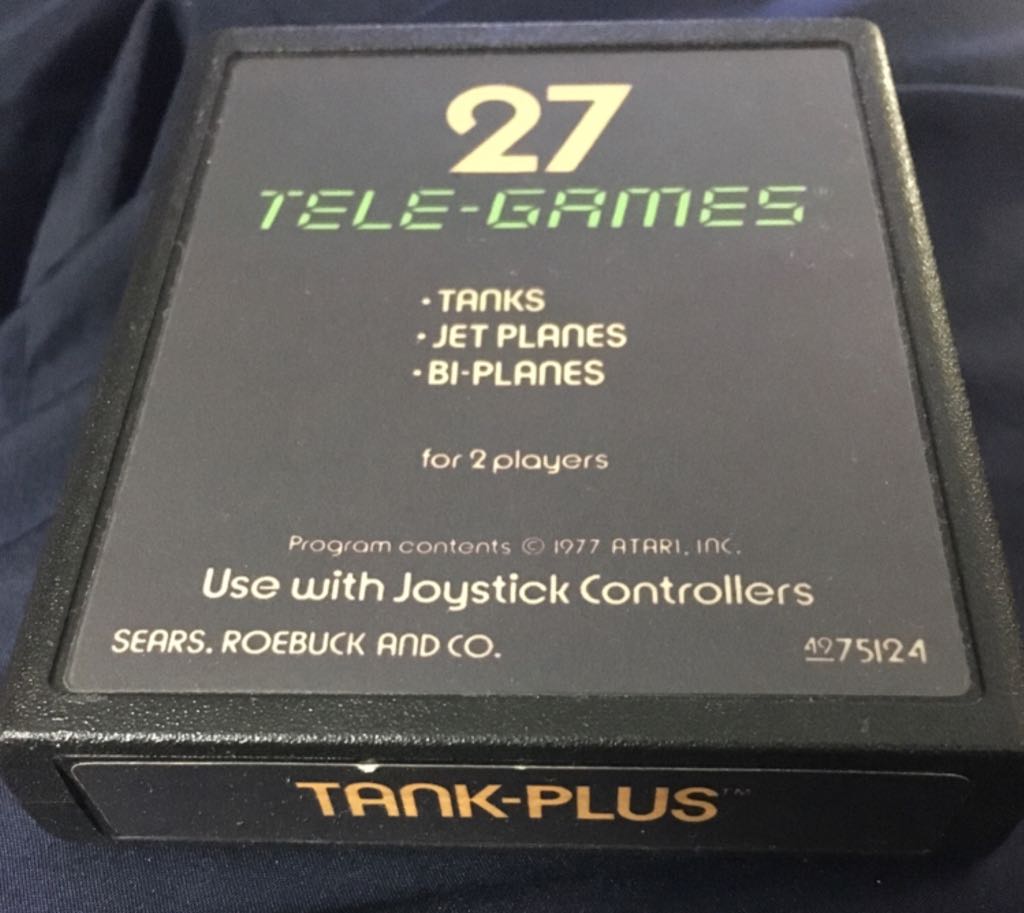 27
TELE-GAMES®
• TANKS
• JET PLANES
• BI-PLANES
for 2 players
Program contents © 1977 ATARI, INC.
Use with Joystick Controllers
SEARS, ROEBUCK AND CO.
4975124
TANK-PLUS™